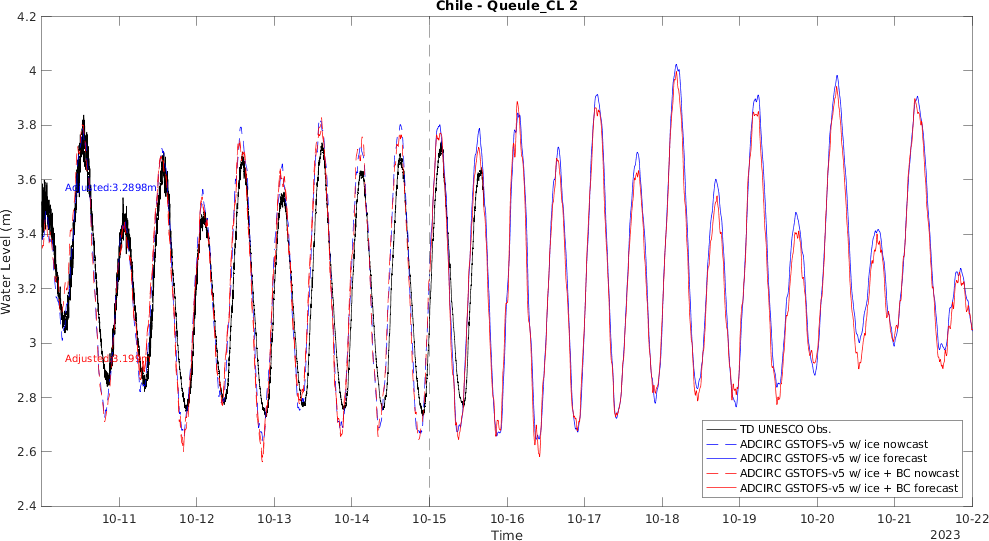 Chile - Queule_CL 2
4.2
4
3.8
3.6
3.4
3.2
3
2.8
2.6
2.4
Water Level (m)
Adjusted:3.2898m
Adjusted:3.199m
TD UNESCO Obs.
ADCIRC GSTOFS-v5 w/ ice nowcast
ADCIRC GSTOFS-v5 w/ ice forecast
ADCIRC GSTOFS-v5 w/ ice + BC nowcast
ADCIRC GSTOFS-v5 w/ ice + BC forecast
10-11 10-12 10-13 10-14 10-15 10-16 10-17 10-18 10-19 10-20 10-21 10-22
Time
2023